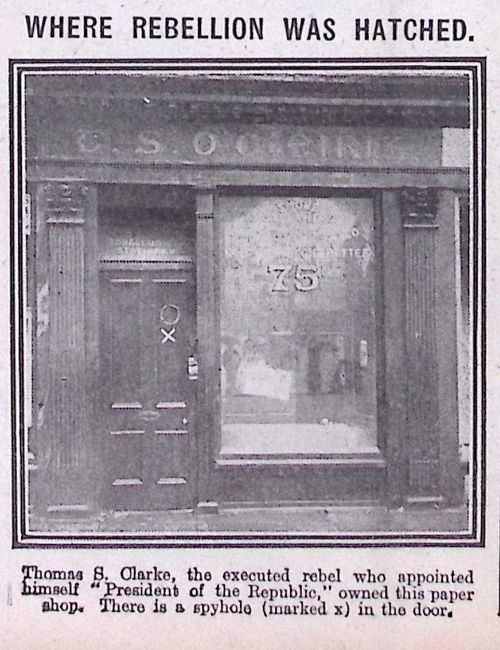 WHERE REBELLION WAS HATCHED.
S. O
75
X
Thomas S. Clarke, the executed rebel who appointed
himself "President of the Republic," owned this paper
shop. There is a spyhole (marked x) in the door.